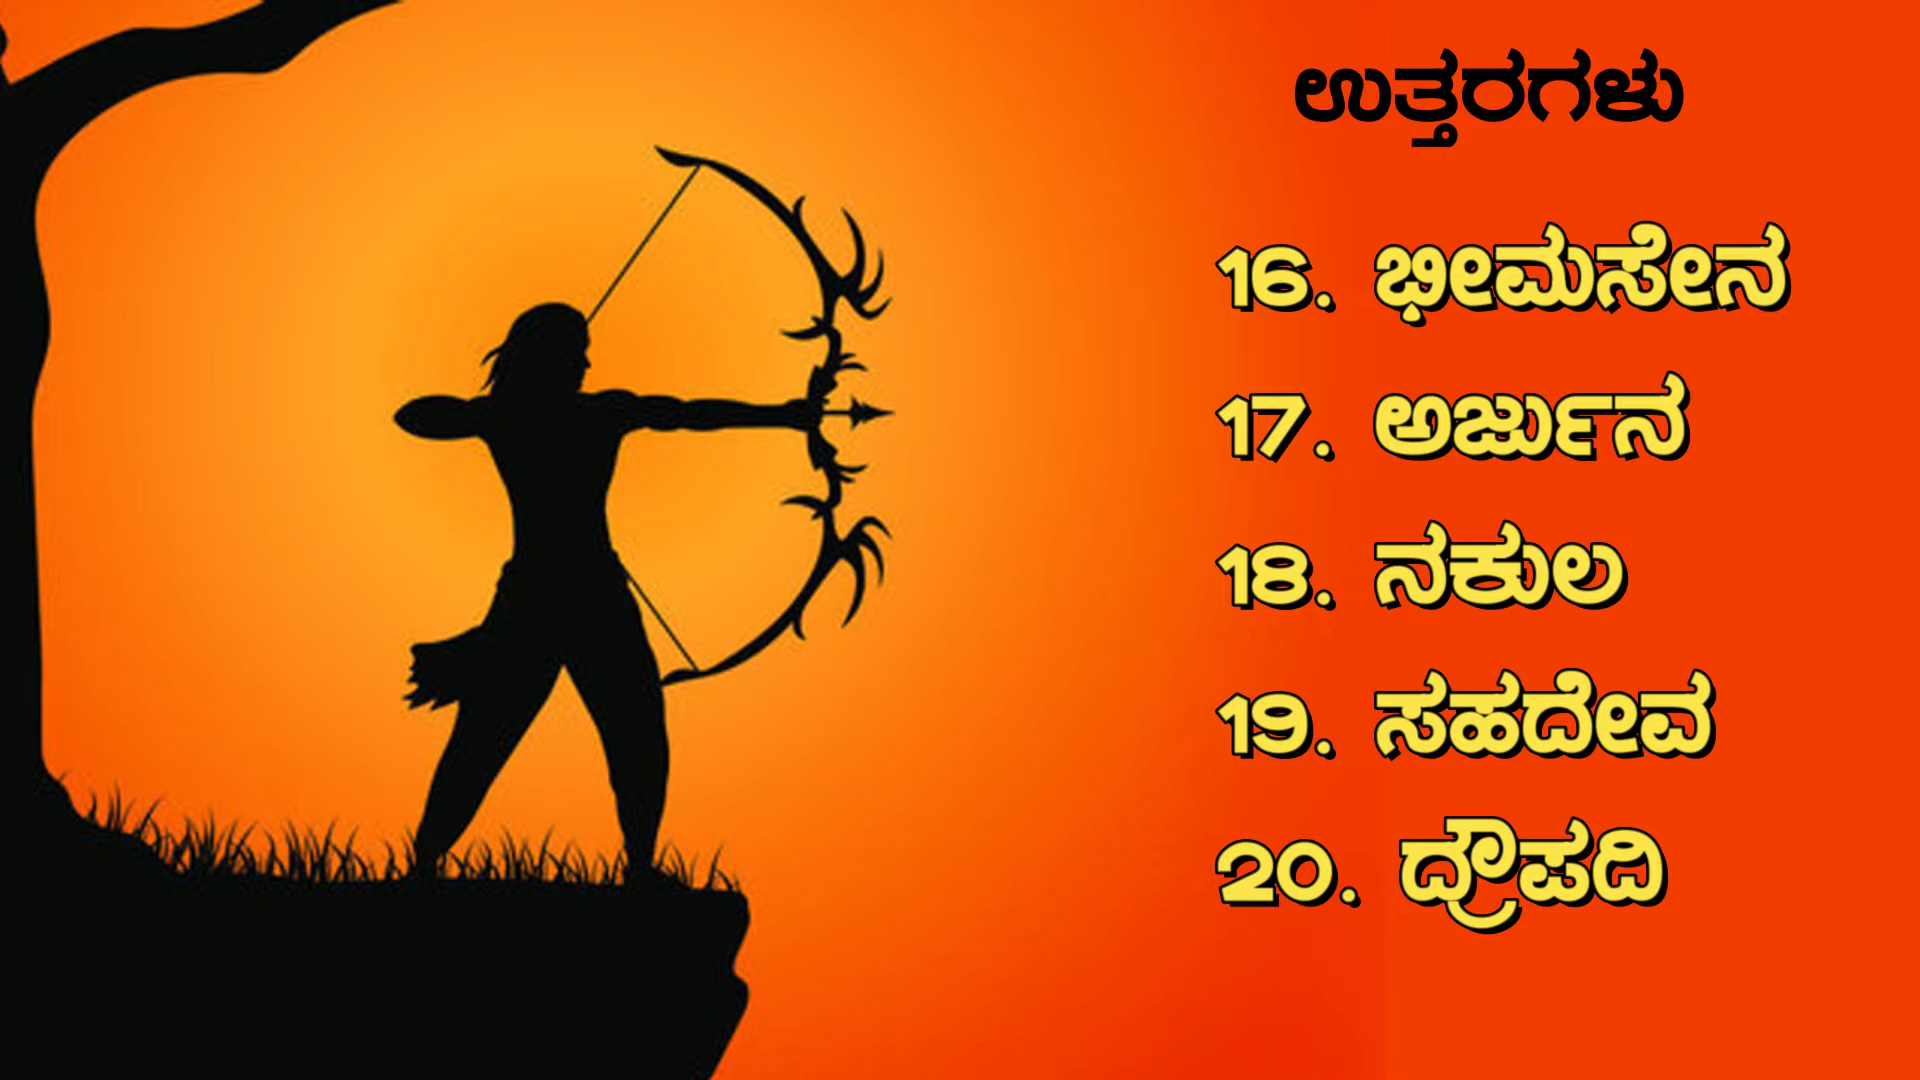 ಉತ್ತರಗಳು
16. ಭೀಮಸೇನ
17. ಅರ್ಜುನ
18. ನಕುಲ
19. ಸಹದೇವ
20. ದ್ರೌಪದಿ